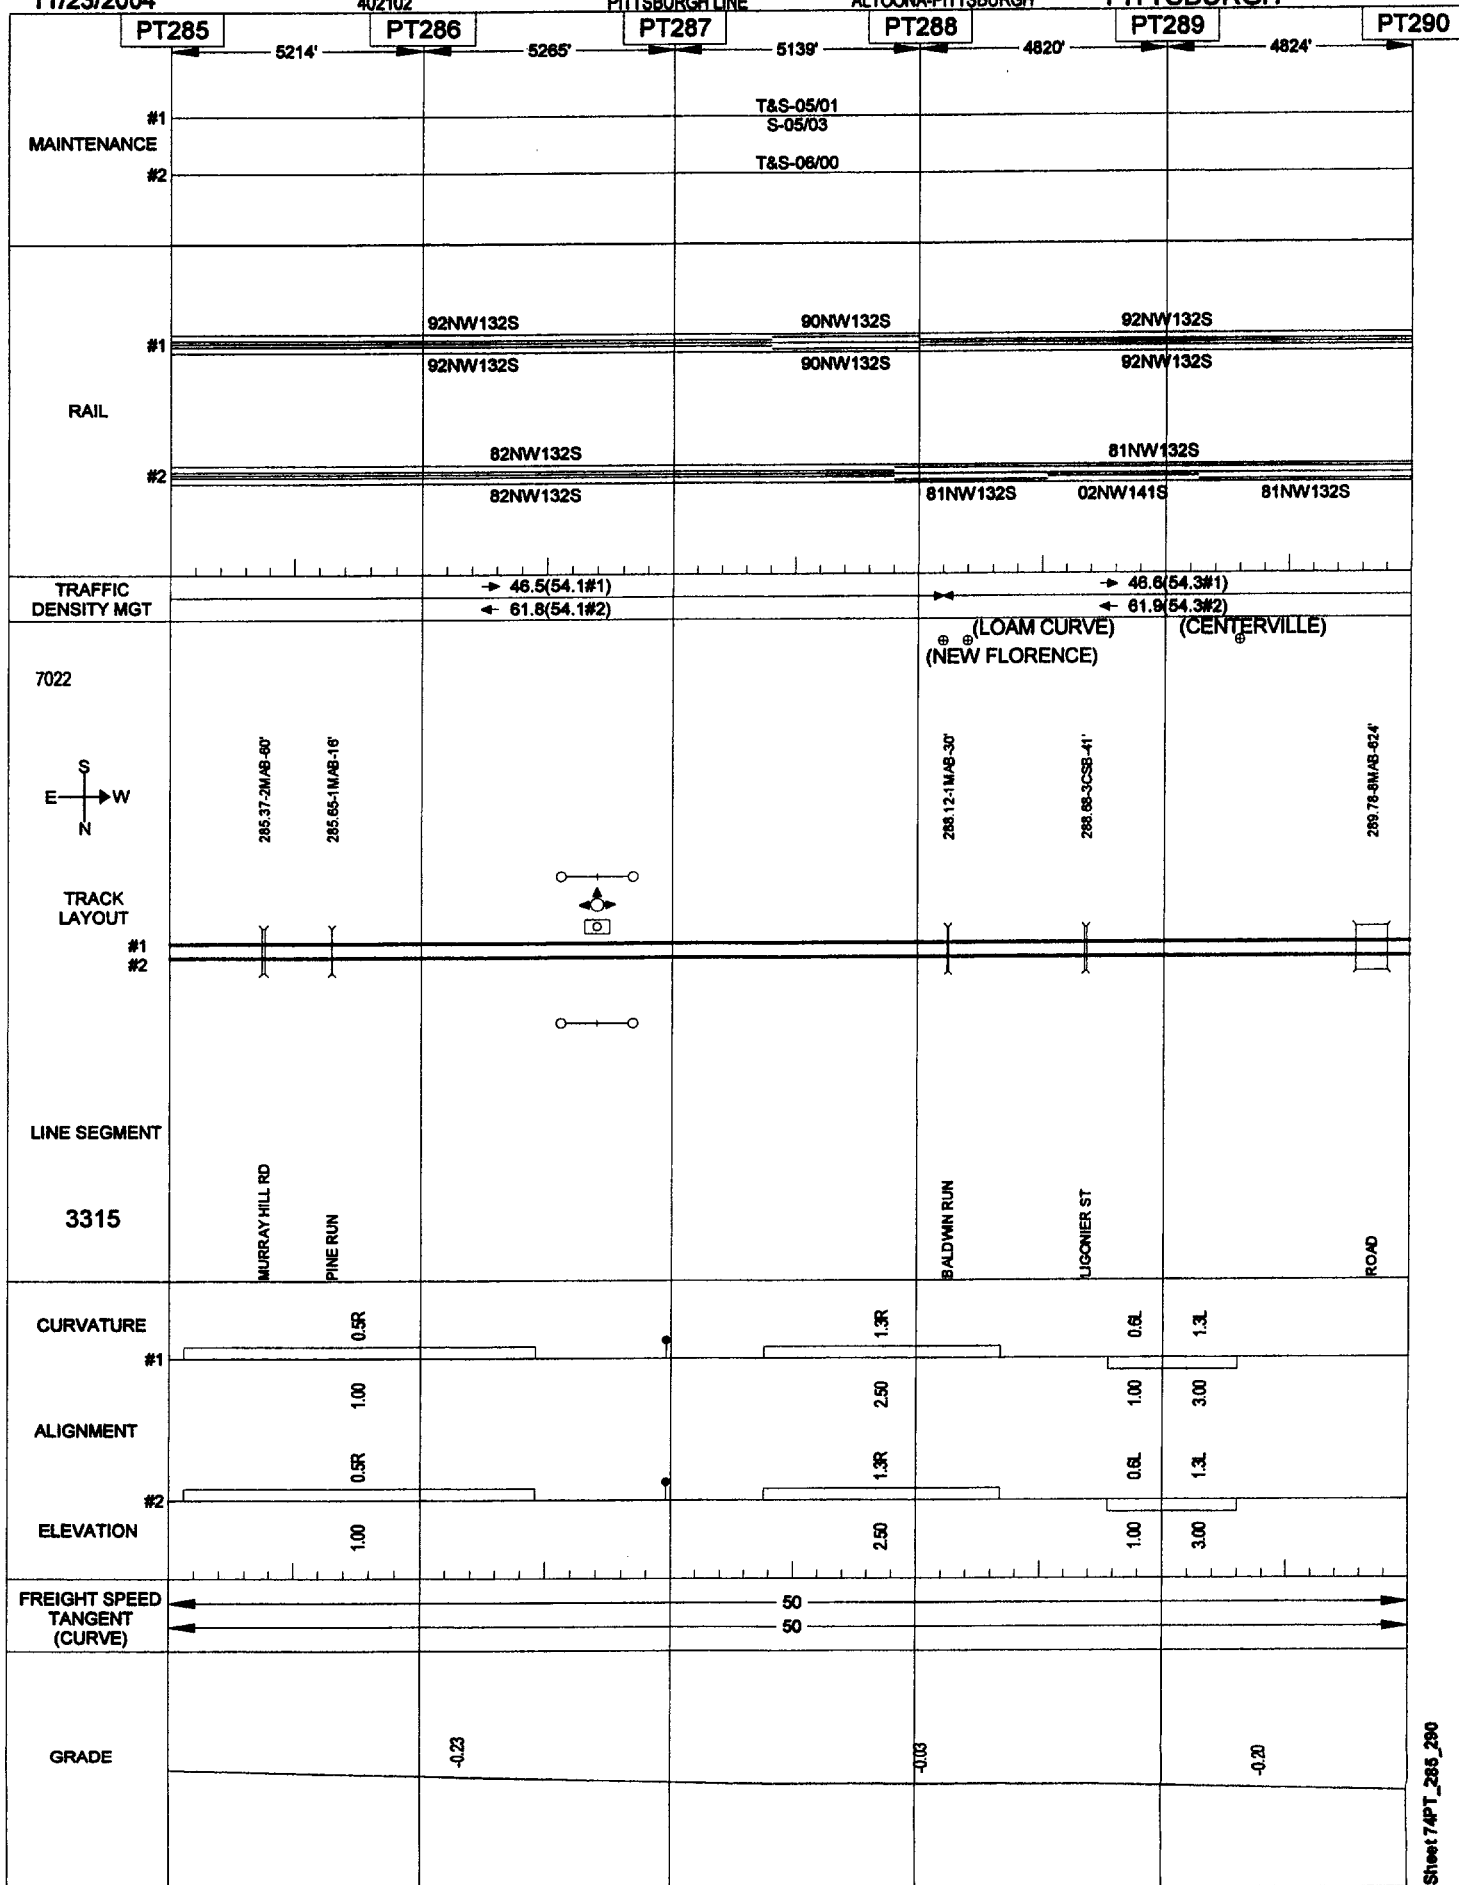 11/23/2004 402102 PITTSBURGH LINE ALTOONA-PITTSBURGH PITTSBURGH
PT285 PT286 PT287 PT288 PT289 PT290
5214' 5265' 5139' 4820' 4824'
MAINTENANCE
#1 T&S-05/01
S-05/03
#2 T&S-06/00
RAIL
92NW132S 90NW132S 92NW132S
#1
92NW132S 90NW132S 92NW132S
82NW132S 81NW132S
#2
82NW132S 81NW132S 02NW141S 81NW132S
TRAFFIC
DENSITY MGT
46.5(54.1#1) 46.6(54.3#1)
61.8(54.1#2) 61.9(54.3#2)
(LOAM CURVE) (CENTERVILLE)
(NEW FLORENCE)
7022
S
E W
N
285.37-2MAB-60'
285.65-1MAB-16'
288.12-1MAB-30'
288.68-3CSB-41'
289.78-8MAB-624'
TRACK
LAYOUT
#1
#2
LINE SEGMENT
3315
MURRAY HILL RD
PINE RUN
BALDWIN RUN
LIGONIER ST
ROAD
CURVATURE
#1
0.5R 1.3R 0.6L 1.3L
1.00 2.50 1.00 3.00
ALIGNMENT
#2
0.5R 1.3R 0.6L 1.3L
ELEVATION
1.00 2.50 1.00 3.00
FREIGHT SPEED
TANGENT
(CURVE)
50
50
GRADE
-0.23 -0.03 -0.20
Sheet 74PT_285_290